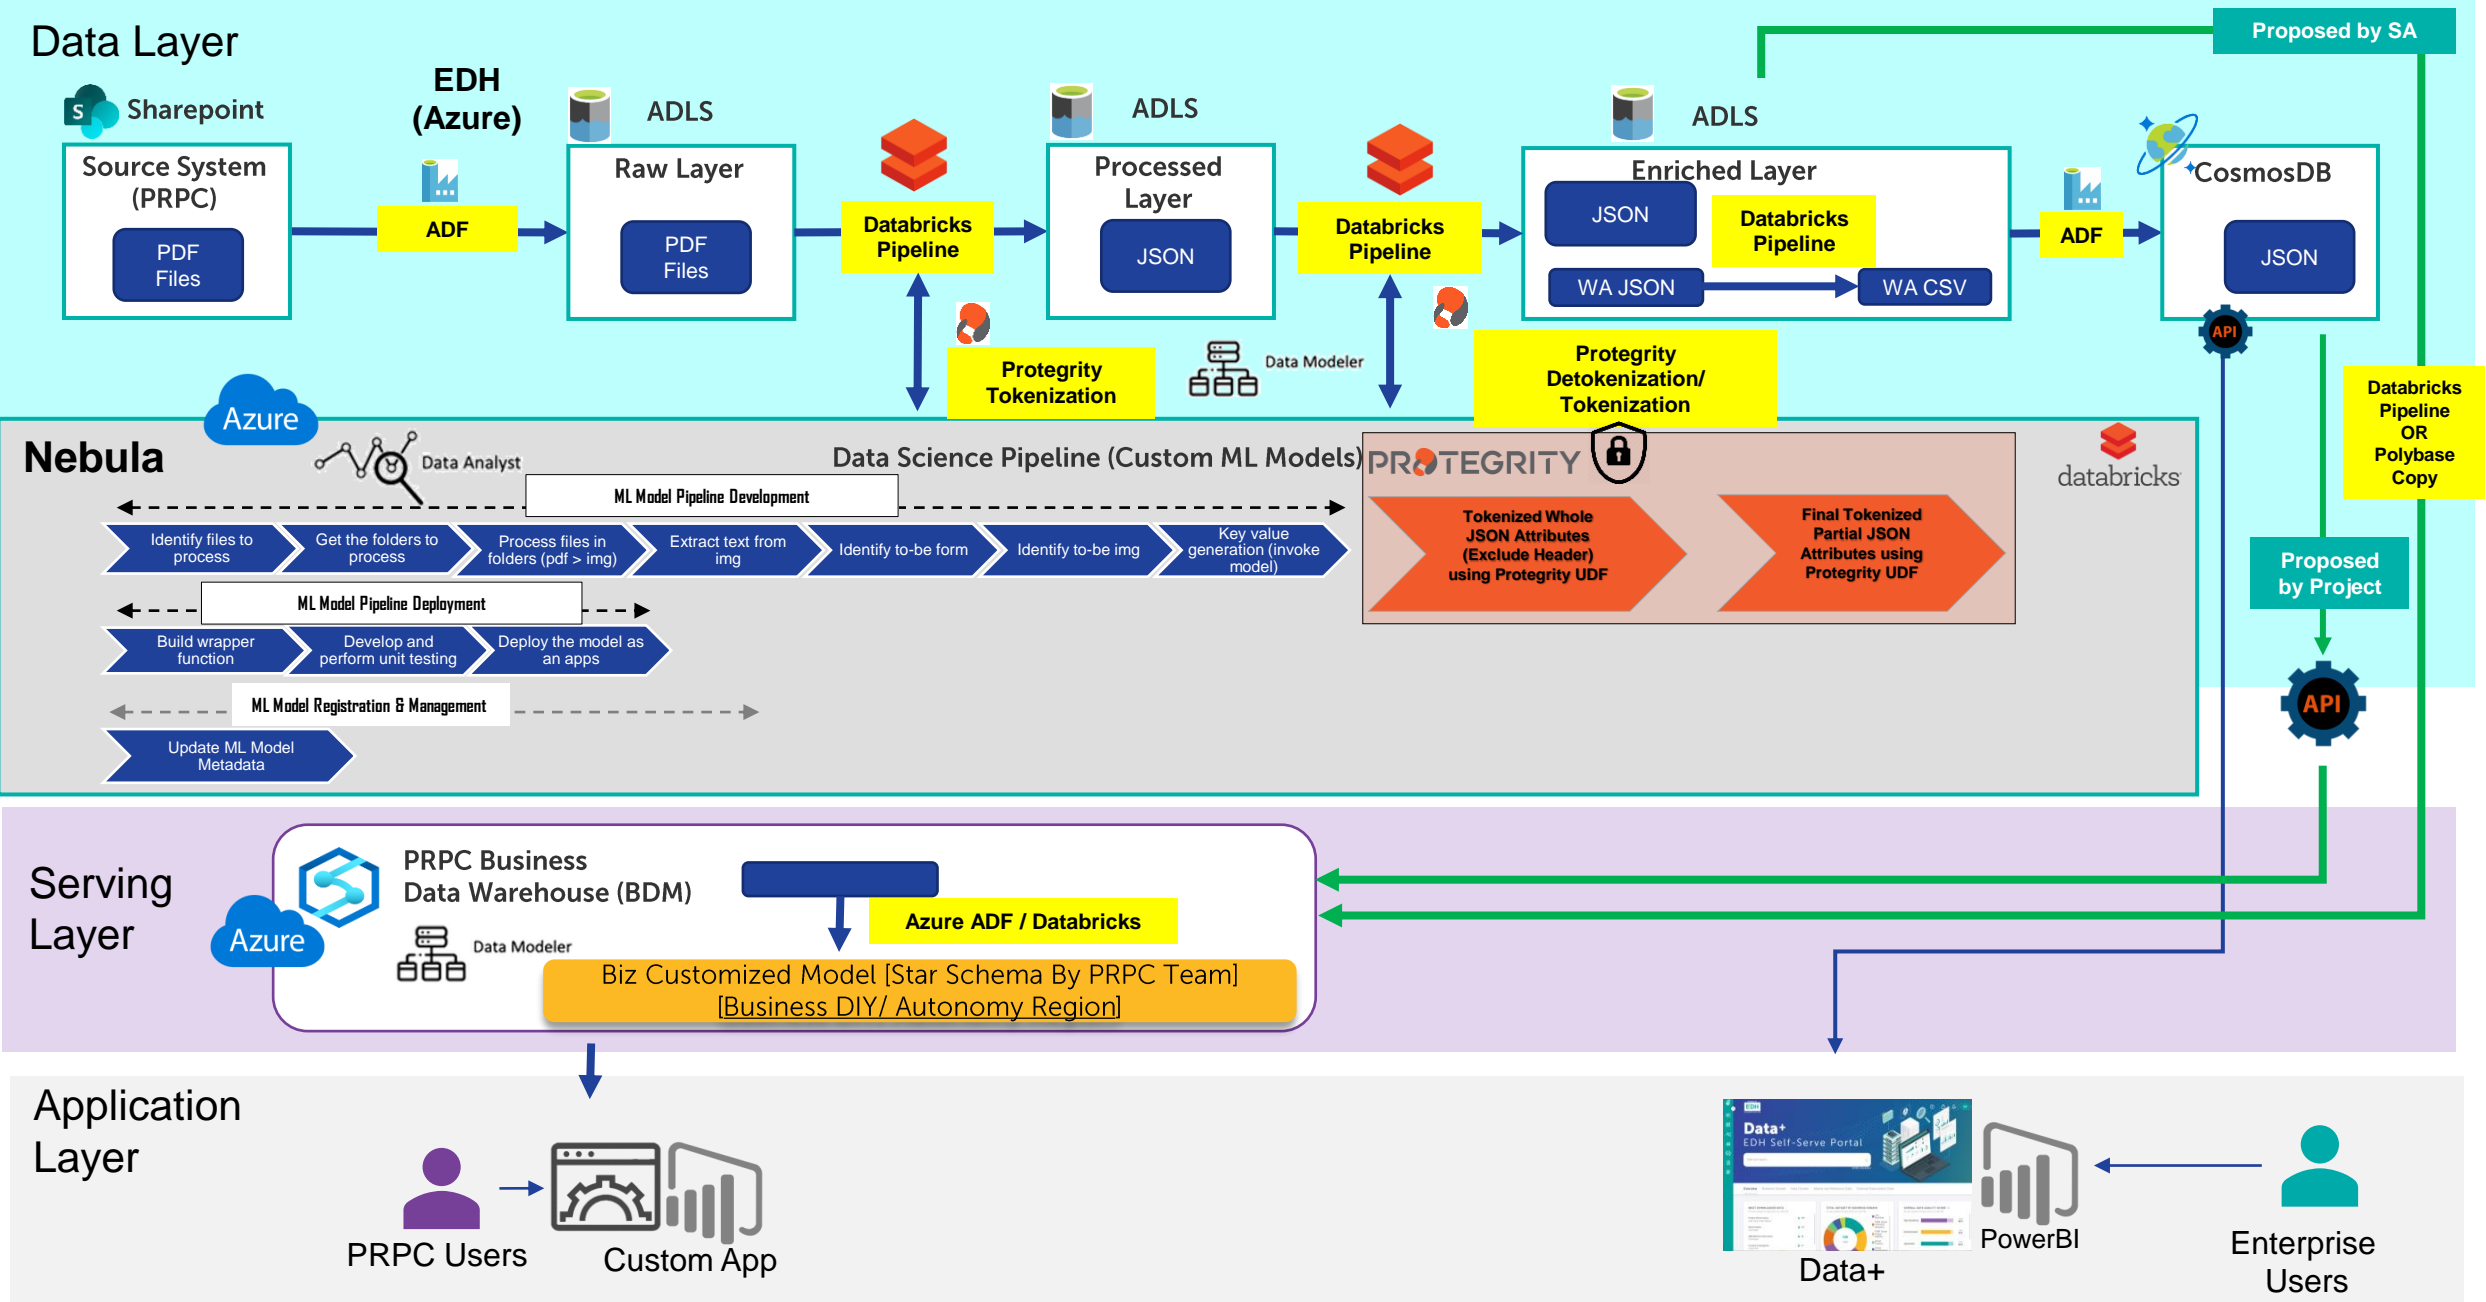 Data Layer
Proposed by SA
EDH
(Azure)
S
Sharepoint
ADLS
ADLS
ADLS
Source System
(PRPC)
PDF
Files
ADF
Raw Layer
PDF
Files
Databricks
Pipeline
Processed
Layer
JSON
Databricks
Pipeline
Enriched Layer
JSON
Databricks
Pipeline
WA JSON
WA CSV
ADF
CosmosDB
JSON
API
Protegrity
Tokenization
Data Modeler
Protegrity
Detokenization/
Tokenization
Databricks
Pipeline
OR
Polybase
Copy
Azure
Nebula
Data Analyst
Data Science Pipeline (Custom ML Models)
PROTEGRITY
databricks
ML Model Pipeline Development
Identify files to
process
Get the folders to
process
Process files in
folders (pdf > img)
Extract text from
img
Identify to-be form
Identify to-be img
Key value
generation (invoke
model)
Tokenized Whole
JSON Attributes
(Exclude Header)
using Protegrity UDF
Final Tokenized
Partial JSON
Attributes using
Protegrity UDF
Proposed
by Project
ML Model Pipeline Deployment
Build wrapper
function
Develop and
perform unit testing
Deploy the model as
an apps
API
ML Model Registration & Management
Update ML Model
Metadata
Serving
Layer
Azure
PRPC Business
Data Warehouse (BDM)
Data Modeler
Azure ADF / Databricks
Biz Customized Model [Star Schema By PRPC Team]
[Business DIY/ Autonomy Region]
Application
Layer
PRPC Users
Custom App
EDH
Data+
EDH Self-Serve Portal
Data+
PowerBI
Enterprise
Users